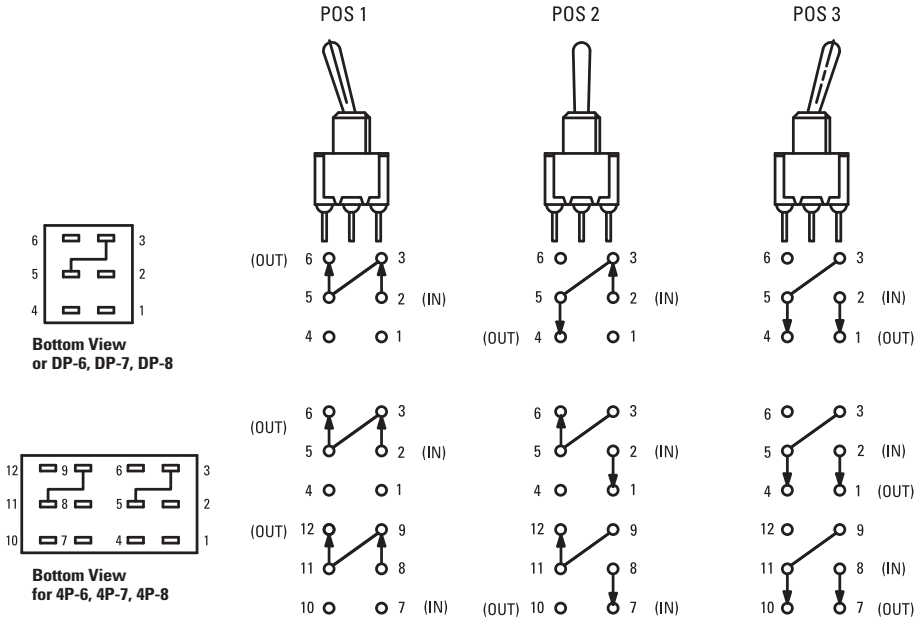 POS 1 POS 2 POS 3
6 3
5 2
4 1
Bottom View
or DP-6, DP-7, DP-8
(OUT) 6 3 6 3 6 3
5 2 (IN) 5 2 (IN) 5 2 (IN)
4 1 (OUT) 4 1 4 1 (OUT)
12 9 6 3
11 8 5 2
10 7 4 1
Bottom View
for 4P-6, 4P-7, 4P-8
(OUT) 6 3 6 3 6 3
5 2 (IN) 5 2 (IN) 5 2 (IN)
4 1 4 1 4 1 (OUT)
(OUT) 12 9 12 9 12 9
11 8 11 8 11 8 (IN)
10 7 (IN) (OUT) 10 7 (IN) 10 7 (OUT)